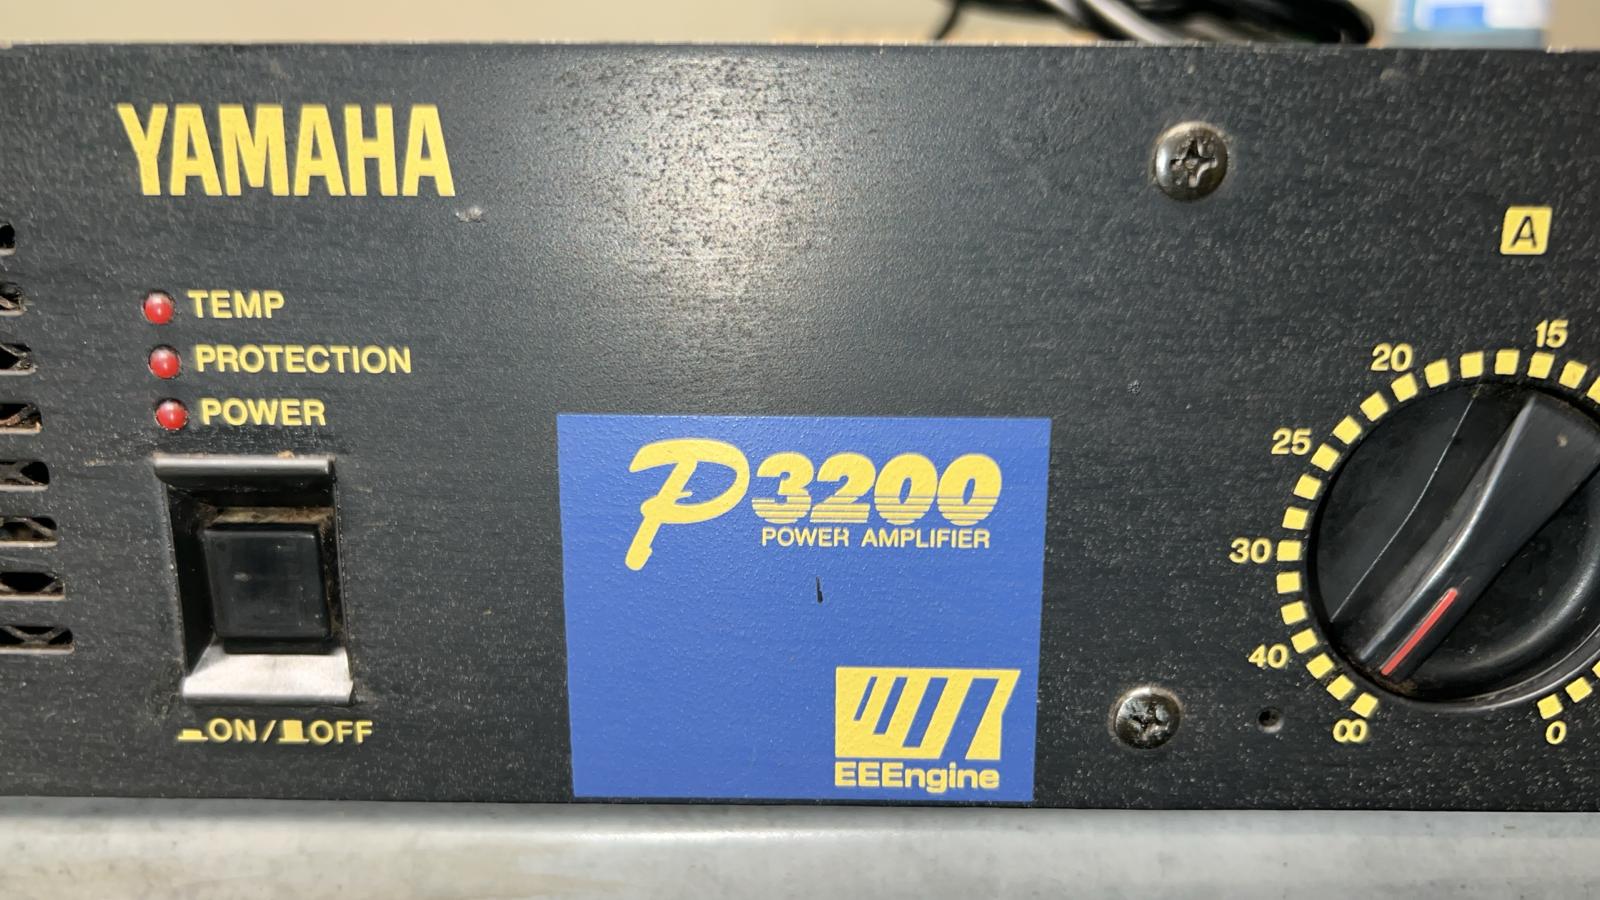 YAMAHA
TEMP
PROTECTION
POWER
ON/OFF
P3200
POWER AMPLIFIER
EEEngine
A
15
20
25
30
40
∞
0